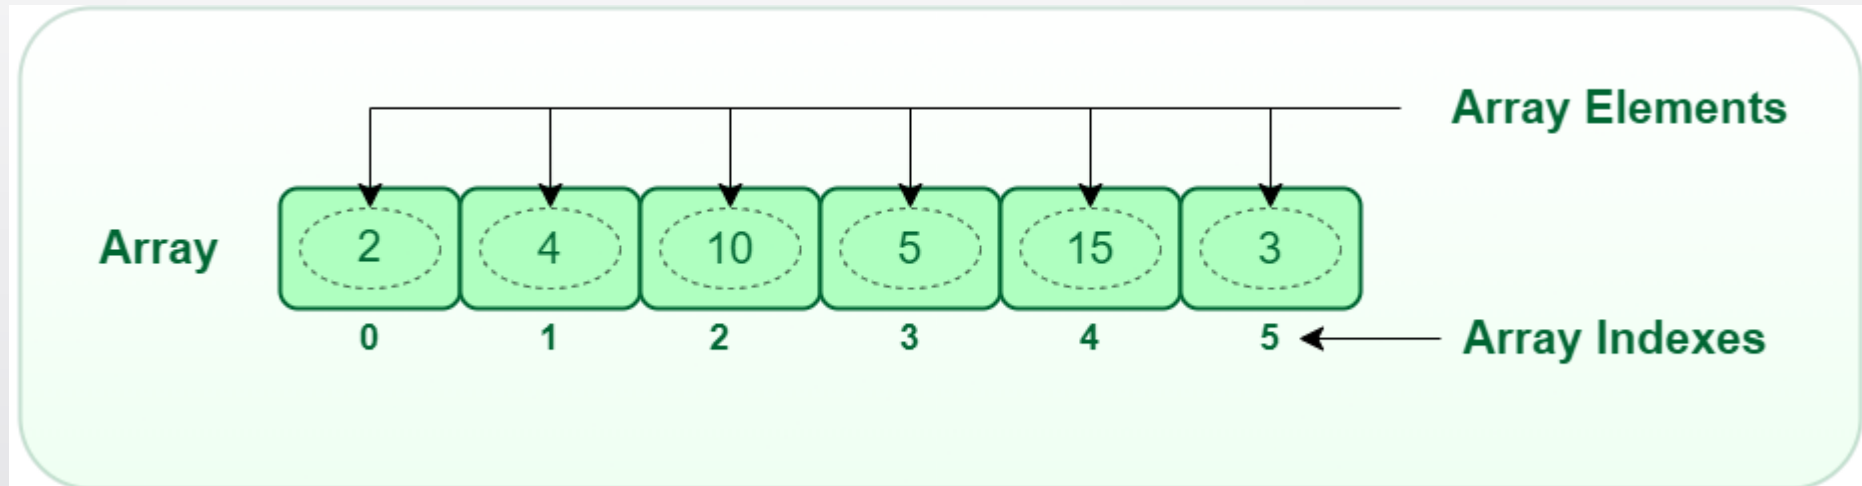 Array Elements
Array 2 4 10 5 15 3
0 1 2 3 4 5 Array Indexes